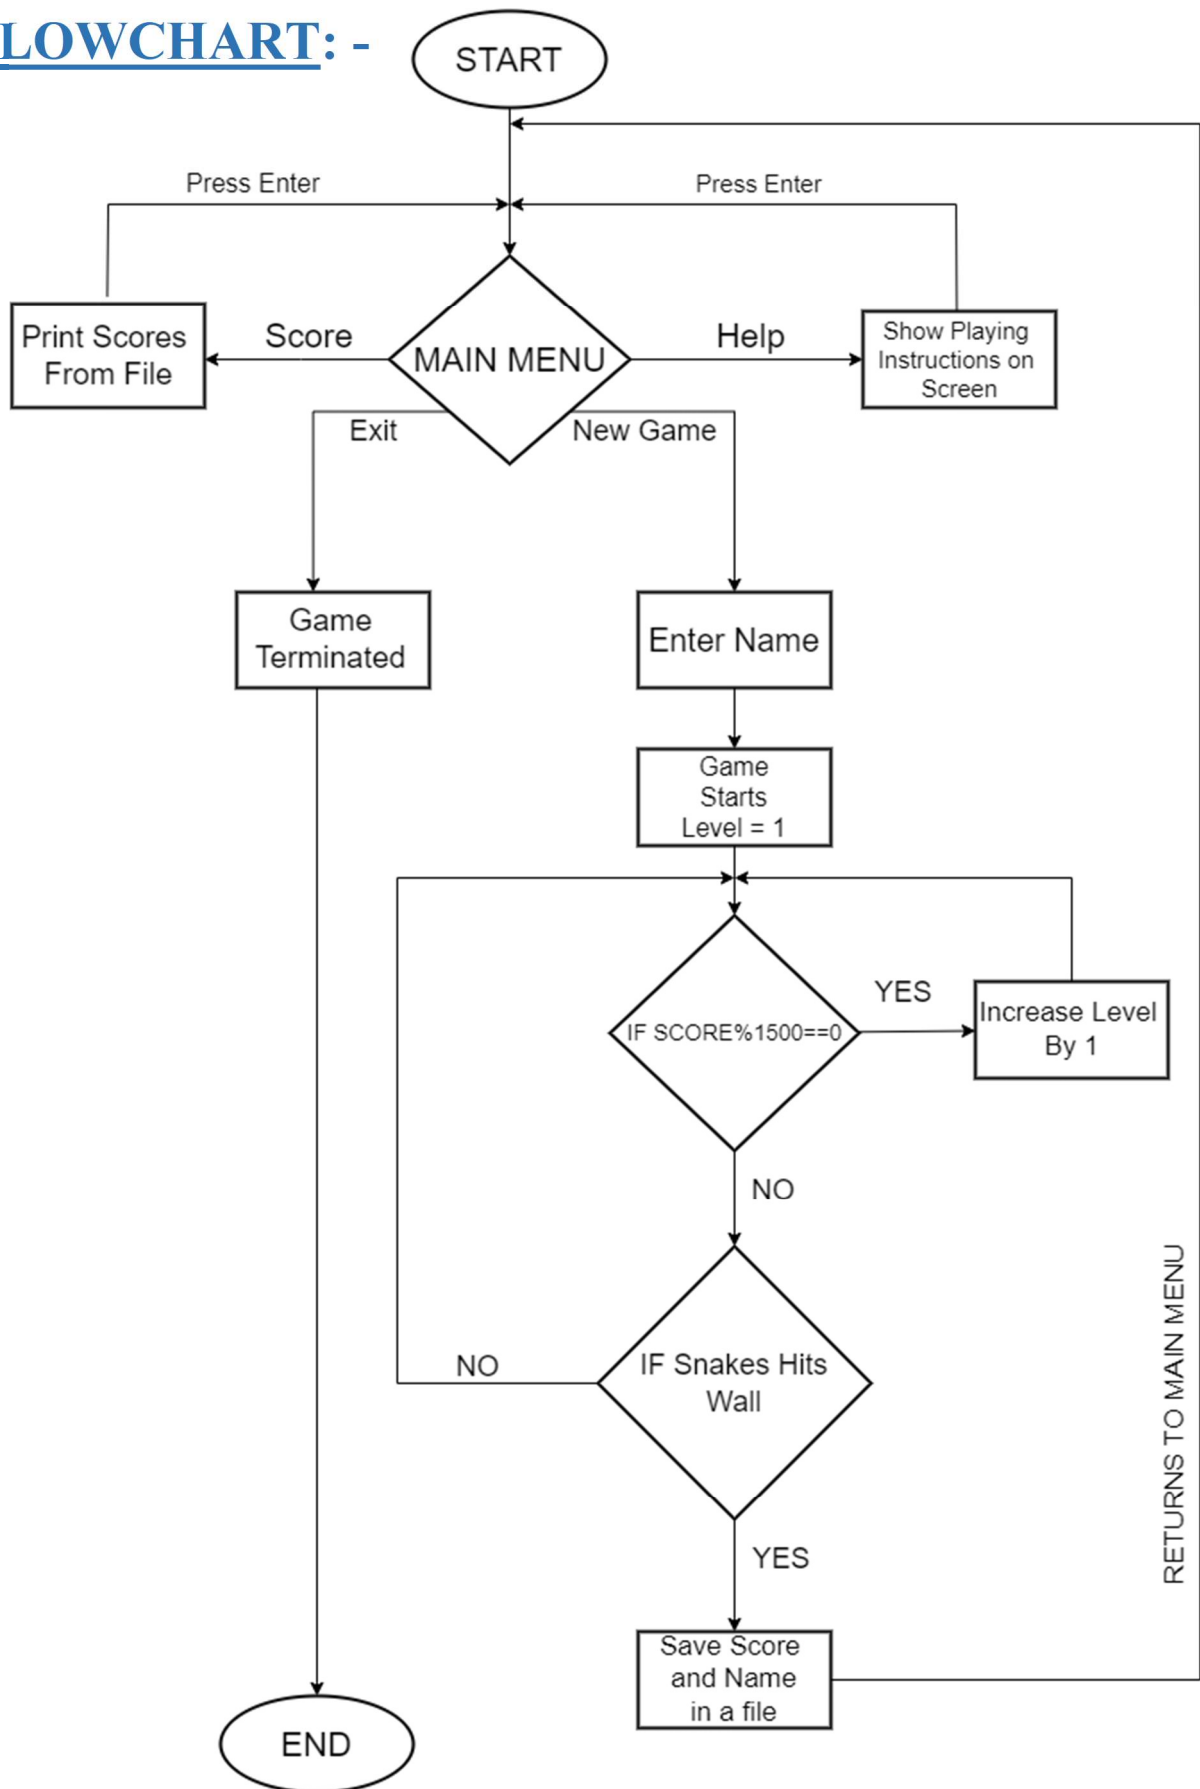 LOWCHART: -
START
Press Enter
Press Enter
Print Scores
From File
Score
MAIN MENU
Help
Show Playing
Instructions on
Screen
Exit
New Game
Game
Terminated
Enter Name
Game
Starts
Level = 1
IF SCORE%1500==0
YES
Increase Level
By 1
NO
IF Snakes Hits
Wall
NO
YES
RETURNS TO MAIN MENU
Save Score
and Name
in a file
END